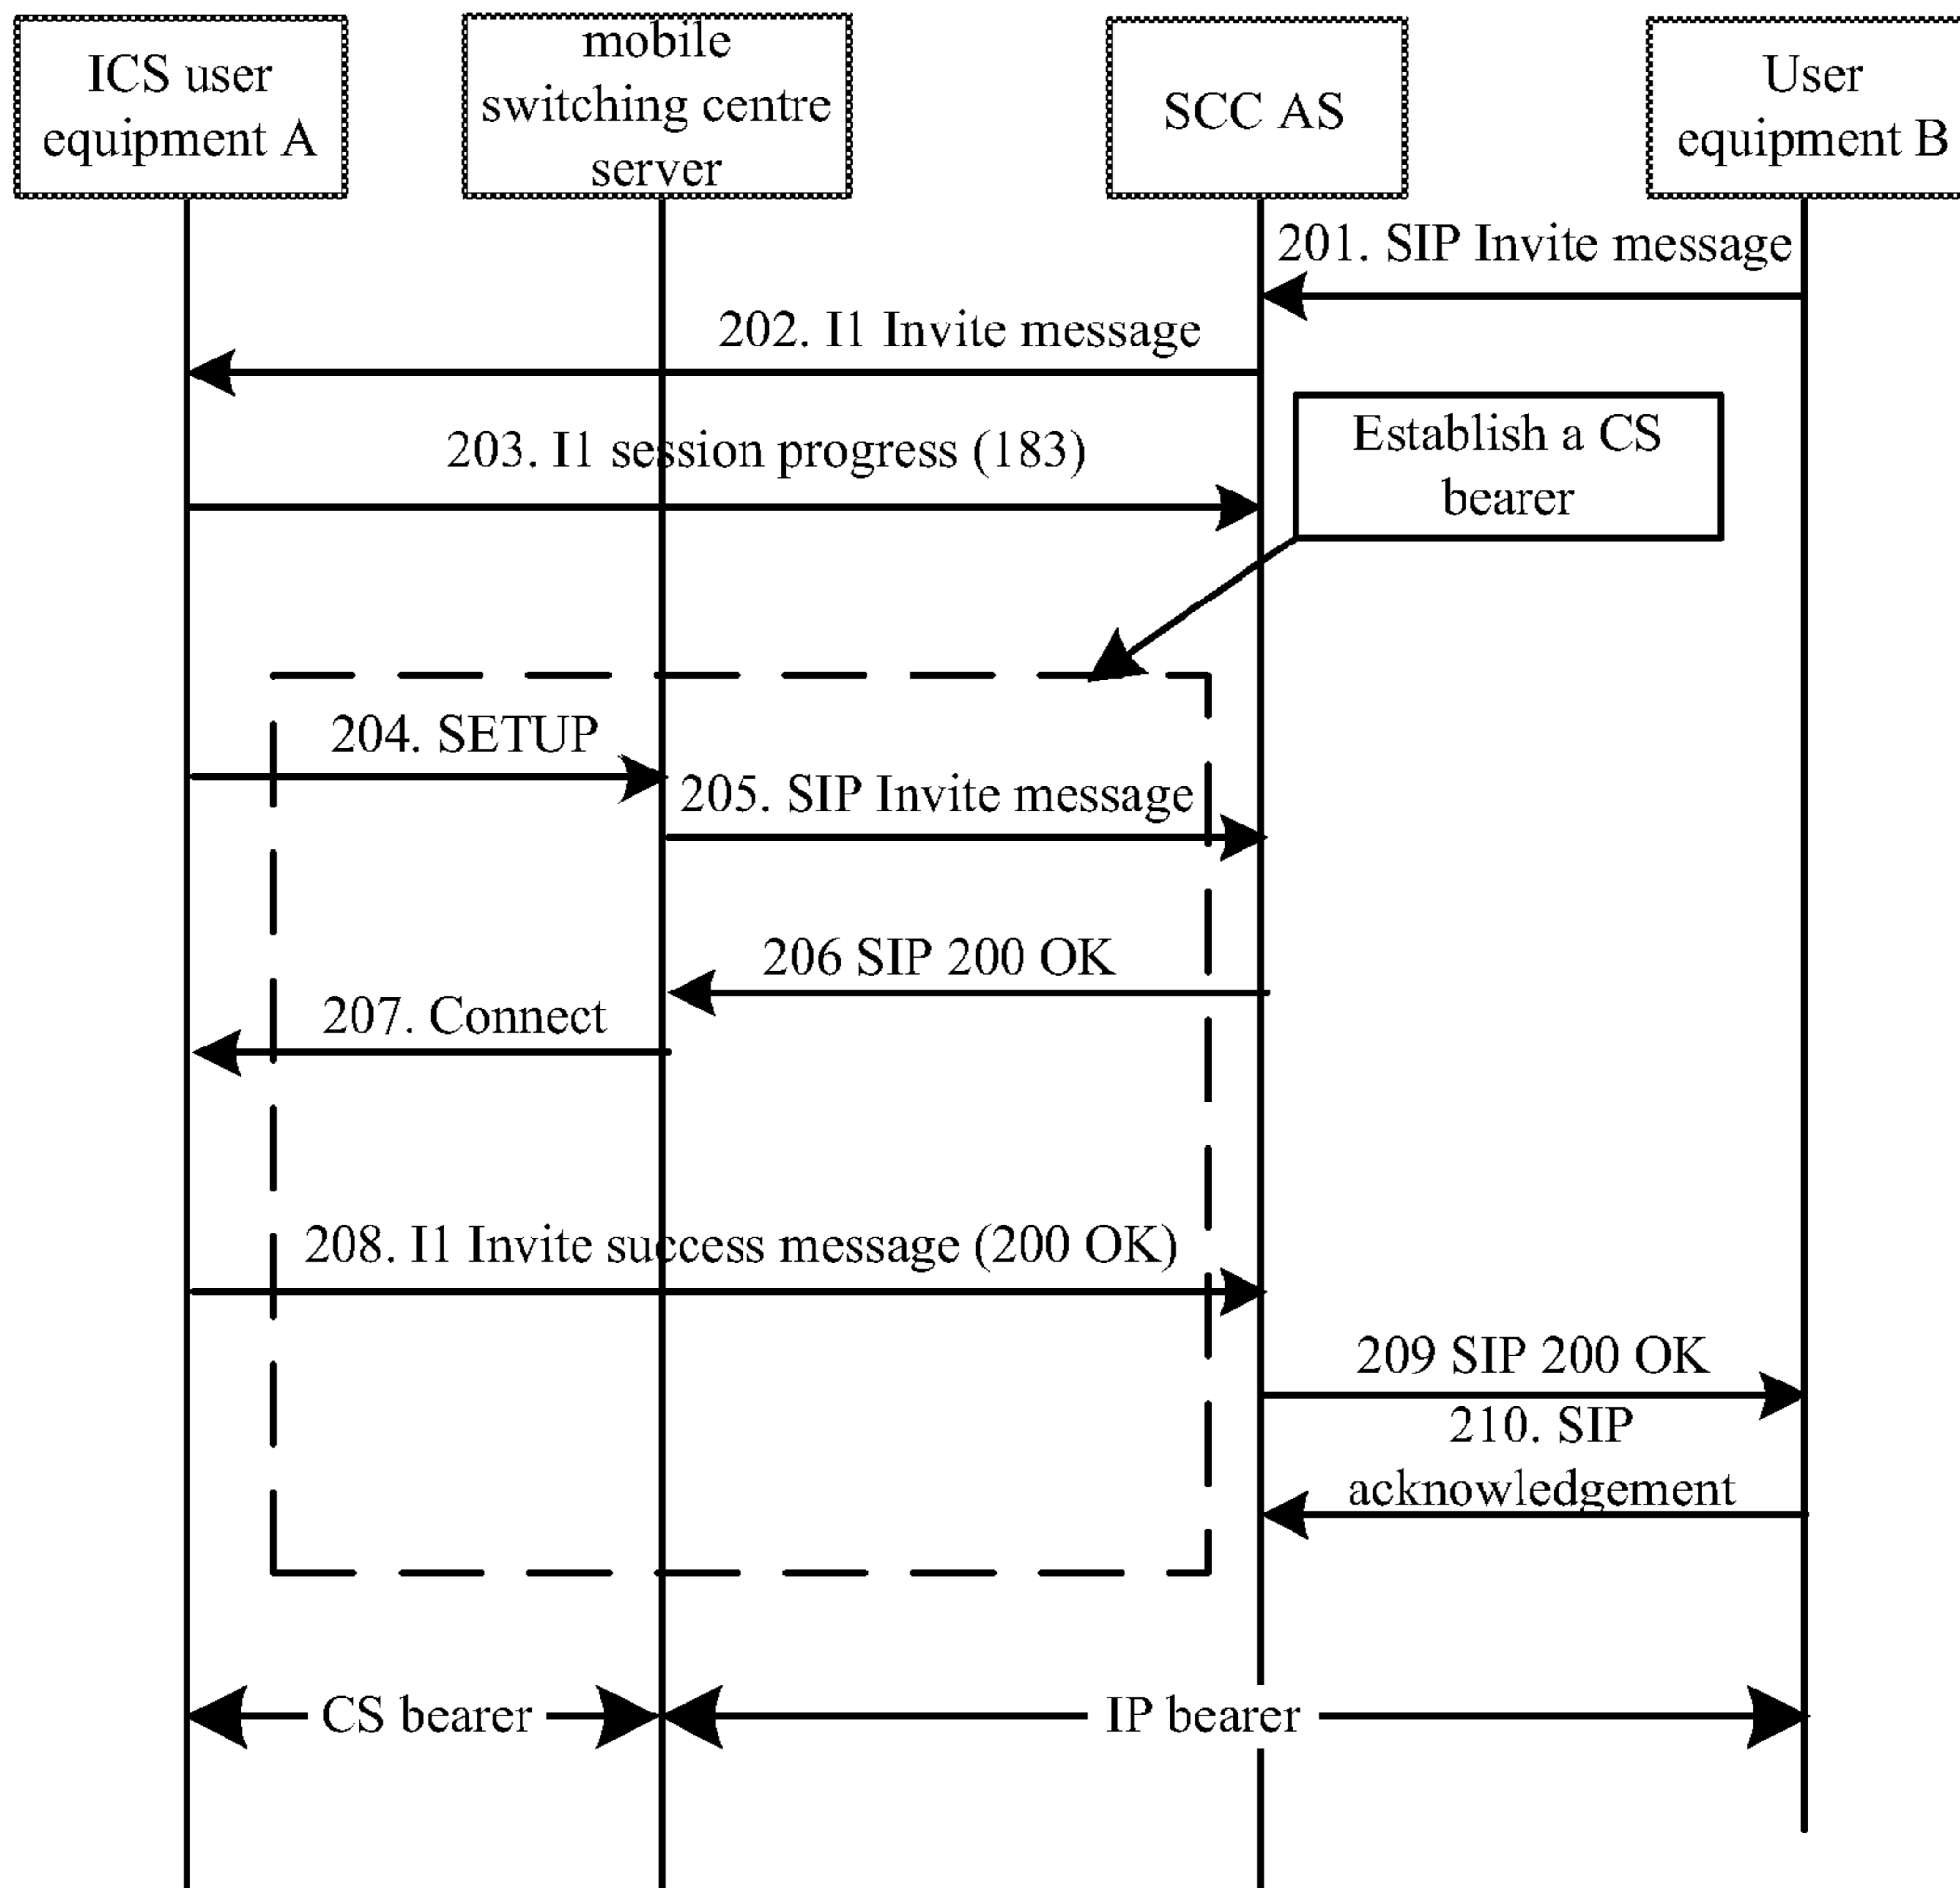 ICS user
equipment A
mobile
switching centre
server
SCC AS
User
equipment B
201. SIP Invite message
202. I1 Invite message
203. I1 session progress (183)
Establish a CS
bearer
204. SETUP
205. SIP Invite message
206 SIP 200 OK
207. Connect
208. I1 Invite success message (200 OK)
209 SIP 200 OK
210. SIP
acknowledgement
CS bearer
IP bearer